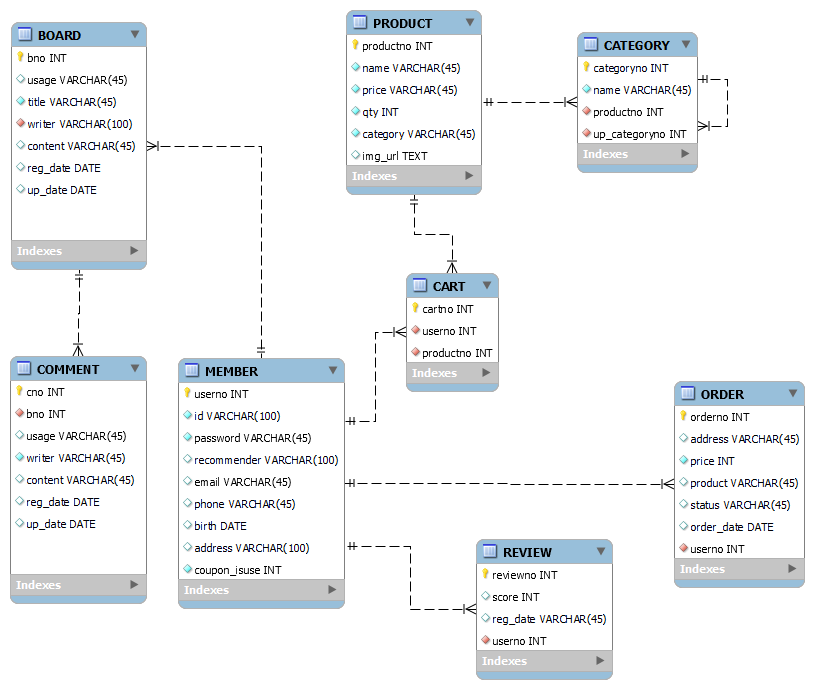 BOARD
bno INT
usage VARCHAR(45)
title VARCHAR(45)
writer VARCHAR(100)
content VARCHAR(45)
reg_date DATE
up_date DATE
Indexes
PRODUCT
productno INT
name VARCHAR(45)
price VARCHAR(45)
qty INT
category VARCHAR(45)
img_url TEXT
Indexes
CATEGORY
categoryno INT
name VARCHAR(45)
productno INT
up_categoryno INT
Indexes
CART
cartno INT
userno INT
productno INT
Indexes
COMMENT
cno INT
bno INT
usage VARCHAR(45)
writer VARCHAR(45)
content VARCHAR(45)
reg_date DATE
up_date DATE
Indexes
MEMBER
userno INT
id VARCHAR(100)
password VARCHAR(45)
recommender VARCHAR(100)
email VARCHAR(45)
phone VARCHAR(45)
birth DATE
address VARCHAR(100)
coupon_isuse INT
Indexes
ORDER
orderno INT
address VARCHAR(45)
price INT
product VARCHAR(45)
status VARCHAR(45)
order_date DATE
userno INT
Indexes
REVIEW
reviewno INT
score INT
reg_date VARCHAR(45)
userno INT
Indexes